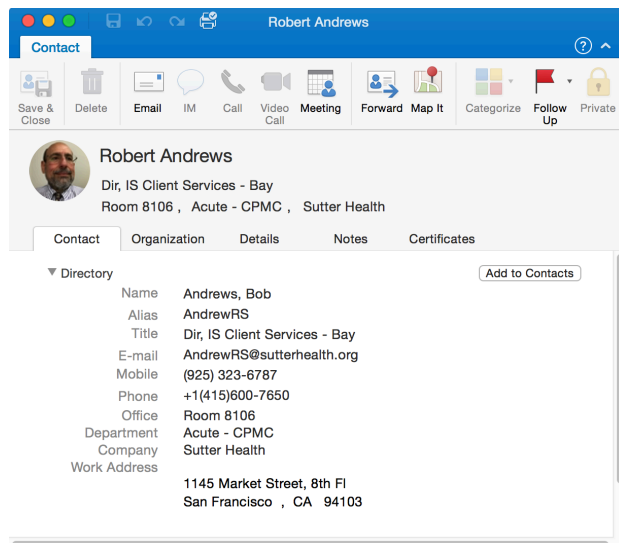 Robert Andrews
Contact
?
Save & Close
Delete
Email
IM
Call
Video Call
Meeting
Forward
Map It
Categorize
Follow Up
Private
Robert Andrews
Dir, IS Client Services - Bay
Room 8106 , Acute - CPMC , Sutter Health
Contact Organization Details Notes Certificates
Directory Add to Contacts
Name Andrews, Bob
Alias AndrewRS
Title Dir, IS Client Services - Bay
E-mail AndrewRS@sutterhealth.org
Mobile (925) 323-6787
Phone +1(415)600-7650
Office Room 8106
Department Acute - CPMC
Company Sutter Health
Work Address
1145 Market Street, 8th Fl
San Francisco , CA 94103